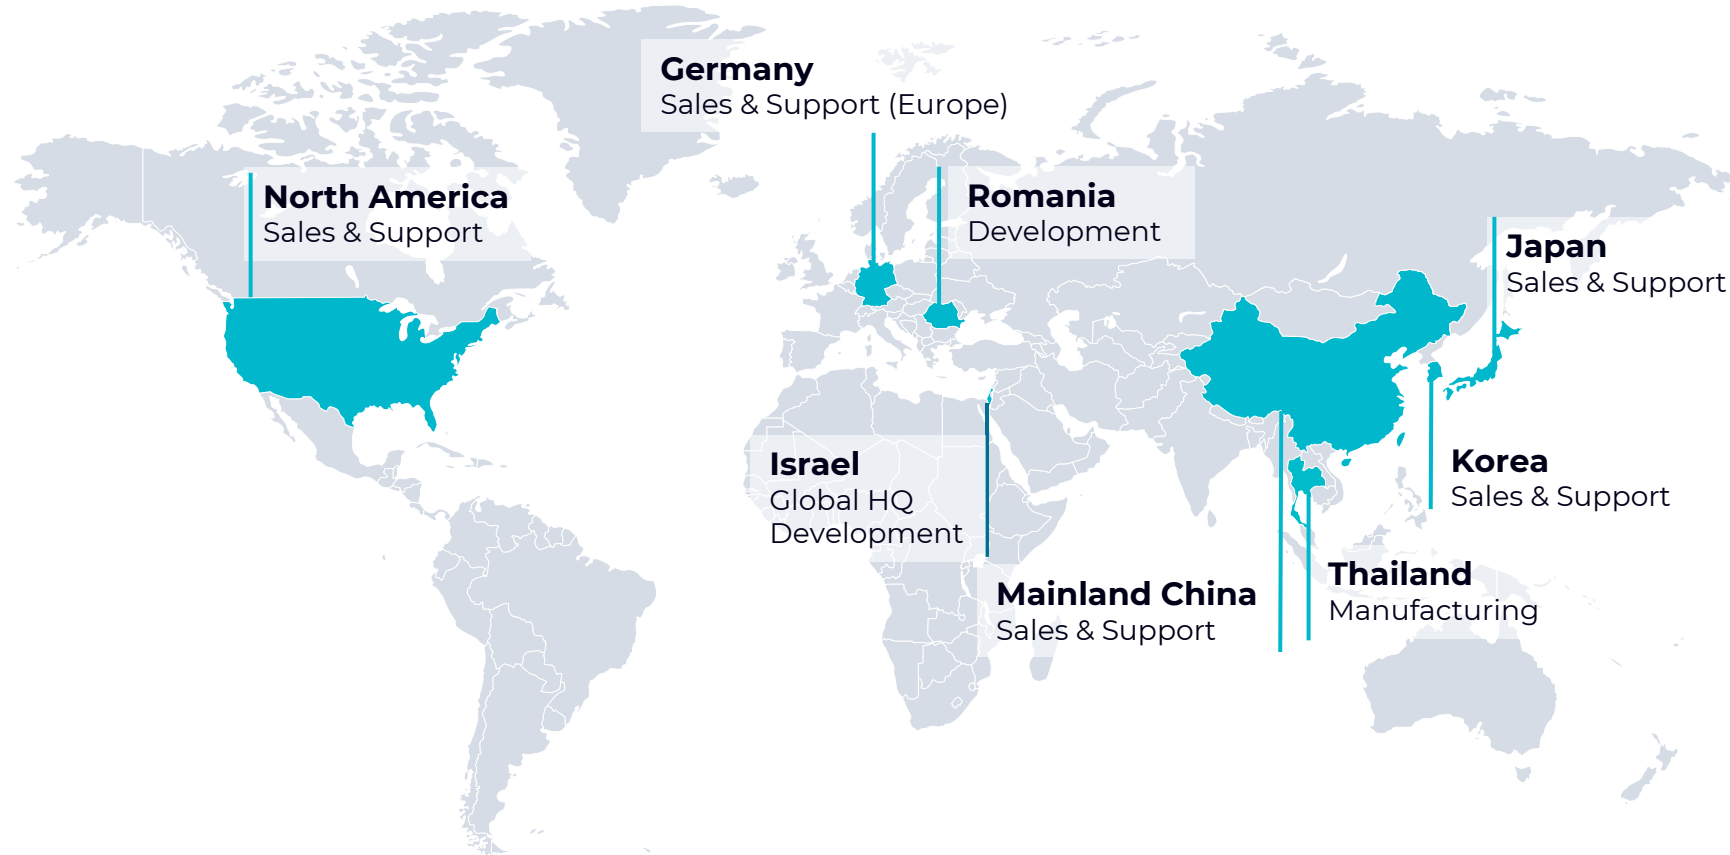 Germany
Sales & Support (Europe)
North America
Sales & Support
Romania
Development
Japan
Sales & Support
Israel
Global HQ
Development
Korea
Sales & Support
Mainland China
Sales & Support
Thailand
Manufacturing